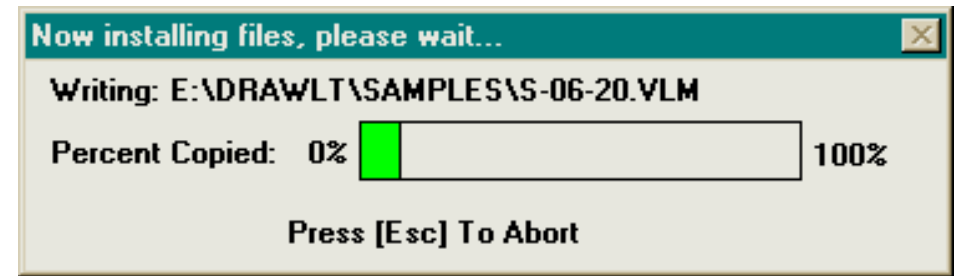 Now installing files, please wait...
Writing: E:\DRAWLT\SAMPLES\S-06-20.VLM
Percent Copied: 0% 100%
Press [Esc] To Abort